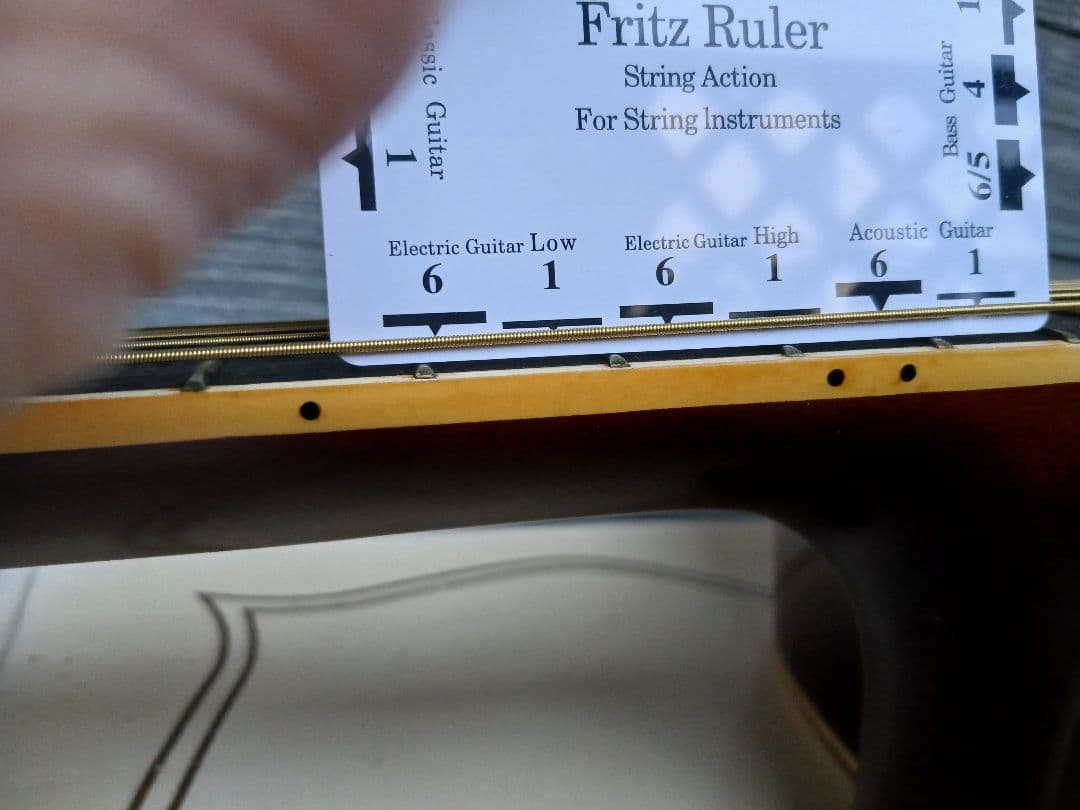 Fritz Ruler
String Action
For String Instruments
Guitar
1
Bass Guitar
1
4
6/5
Electric Guitar Low
6 1
Electric Guitar High
6 1
Acoustic Guitar
6 1